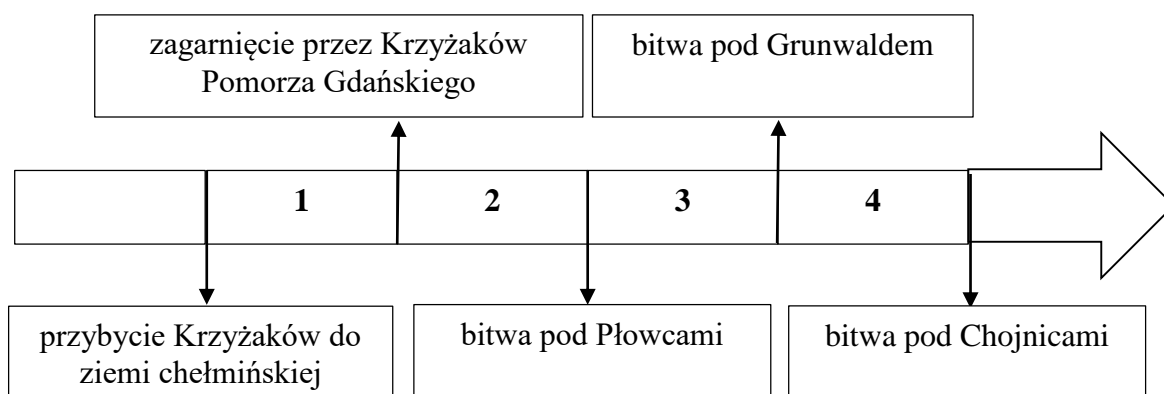 zagarnięcie przez Krzyżaków
Pomorza Gdańskiego
bitwa pod Grunwaldem
1
2
3
4
przybycie Krzyżaków do
ziemi chełmińskiej
bitwa pod Płowcami
bitwa pod Chojnicami